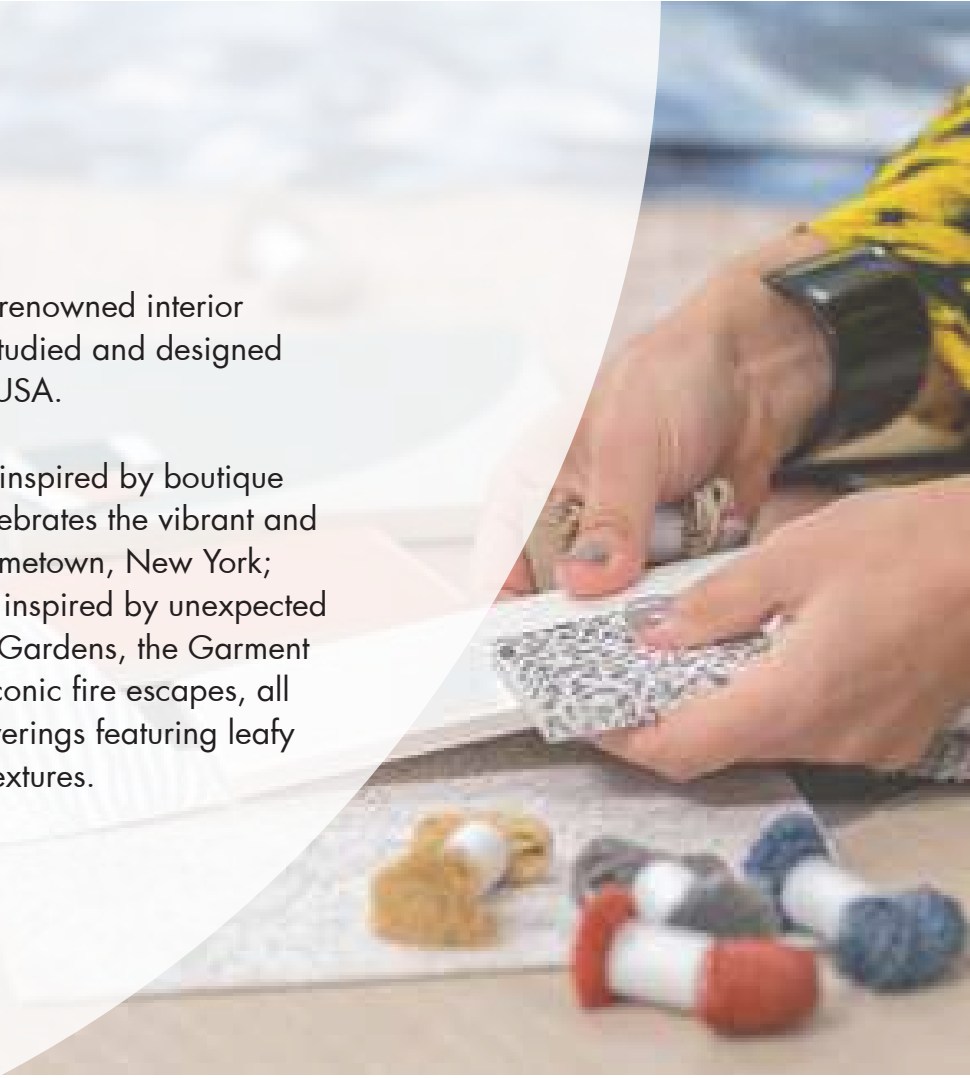 renowned interior
tudied and designed
USA.
inspired by boutique
ebrates the vibrant and
metown, New York;
inspired by unexpected
Gardens, the Garment
conic fire escapes, all
verings featuring leafy
extures.